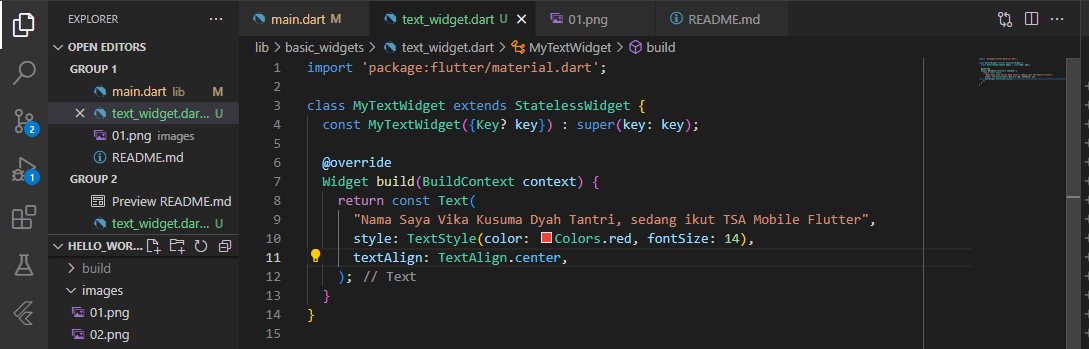 EXPLORER
OPEN EDITORS
GROUP 1
main.dart lib M
text_widget.dar... U
01.png images
README.md
GROUP 2
Preview README.md
text_widget.dar... U
HELLO_WOR...
build
images
01.png
02.png
2
1
main.dart M
text_widget.dart U
01.png
README.md
lib > basic_widgets > text_widget.dart > MyTextWidget > build
1 import 'package:flutter/material.dart';
2
3 class MyTextWidget extends StatelessWidget {
4 const MyTextWidget({Key? key}) : super(key: key);
5
6 @override
7 Widget build(BuildContext context) {
8 return const Text(
9 "Nama Saya Vika Kusuma Dyah Tantri, sedang ikut TSA Mobile Flutter",
10 style: TextStyle(color: Colors.red, fontSize: 14),
11 textAlign: TextAlign.center,
12 ); // Text
13 }
14 }
15